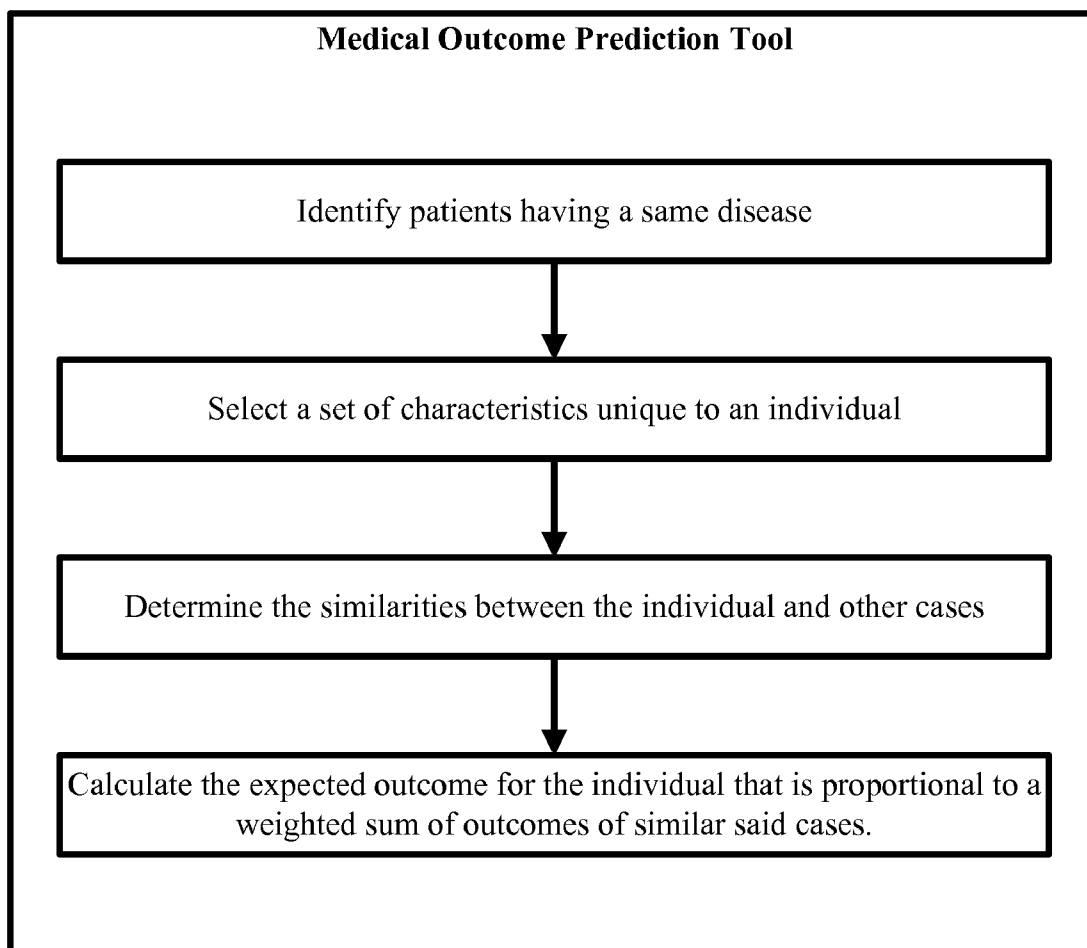 Medical Outcome Prediction Tool
Identify patients having a same disease
Select a set of characteristics unique to an individual
Determine the similarities between the individual and other cases
Calculate the expected outcome for the individual that is proportional to a
weighted sum of outcomes of similar said cases.